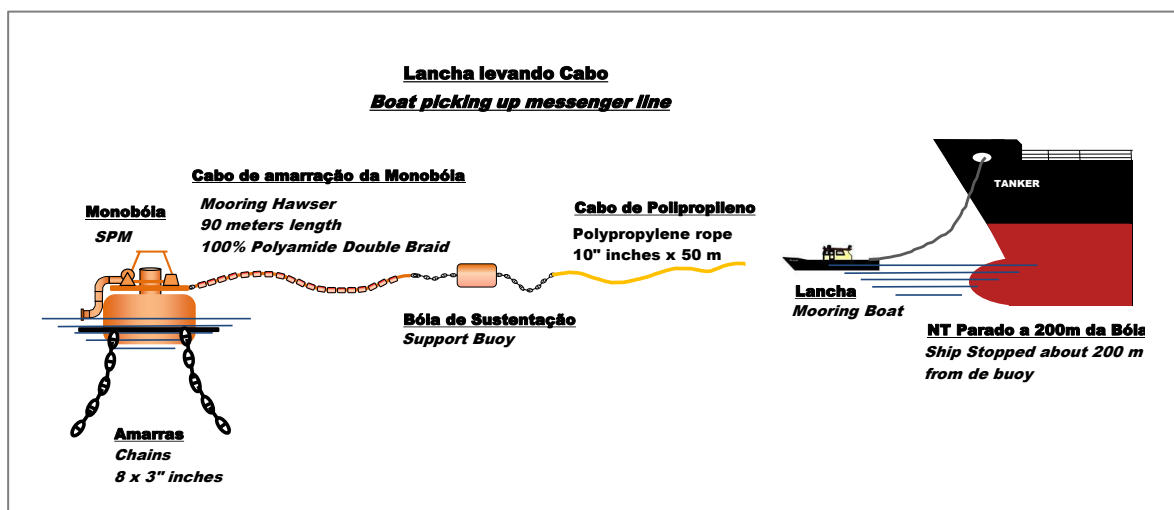 Lancha levando Cabo
Boat picking up messenger line
Cabo de amarração da Monobóia
Mooring Hawser
90 meters length
100% Polyamide Double Braid
Monobóia
SPM
Cabo de Polipropileno
Polypropylene rope
10" inches x 50 m
TANKER
Lancha
Mooring Boat
Bóia de Sustentação
Support Buoy
NT Parado a 200m da Bóia
Ship Stopped about 200 m
from de buoy
Amarras
Chains
8 x 3" inches